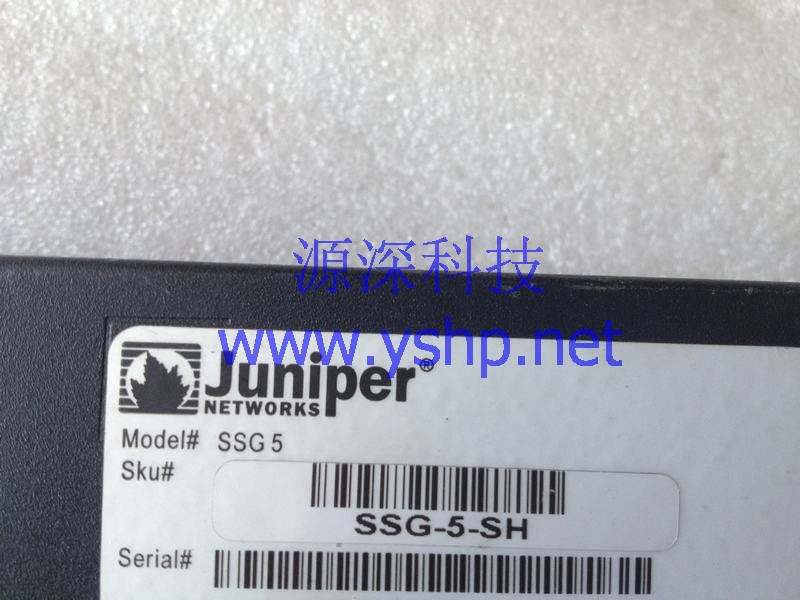 源深科技
www.yshp.net
Juniper®
NETWORKS
Model# SSG 5
Sku#
SSG-5-SH
Serial#